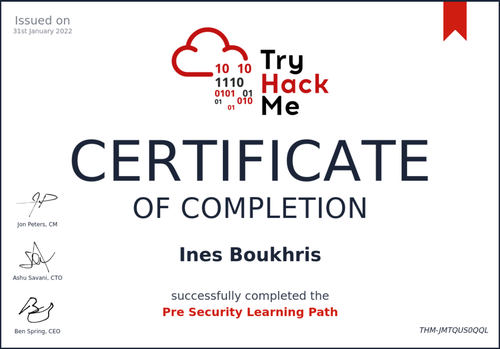 Issued on
31st January 2022
10 10
1110
0101 01
01 010
01
Try
Hack
Me
CERTIFICATE
OF COMPLETION
Jon Peters, CM
Ines Boukhris
Ashu Savani, CTO
successfully completed the
Pre Security Learning Path
Ben Spring, CEO
THM-JMTQUS0QQL